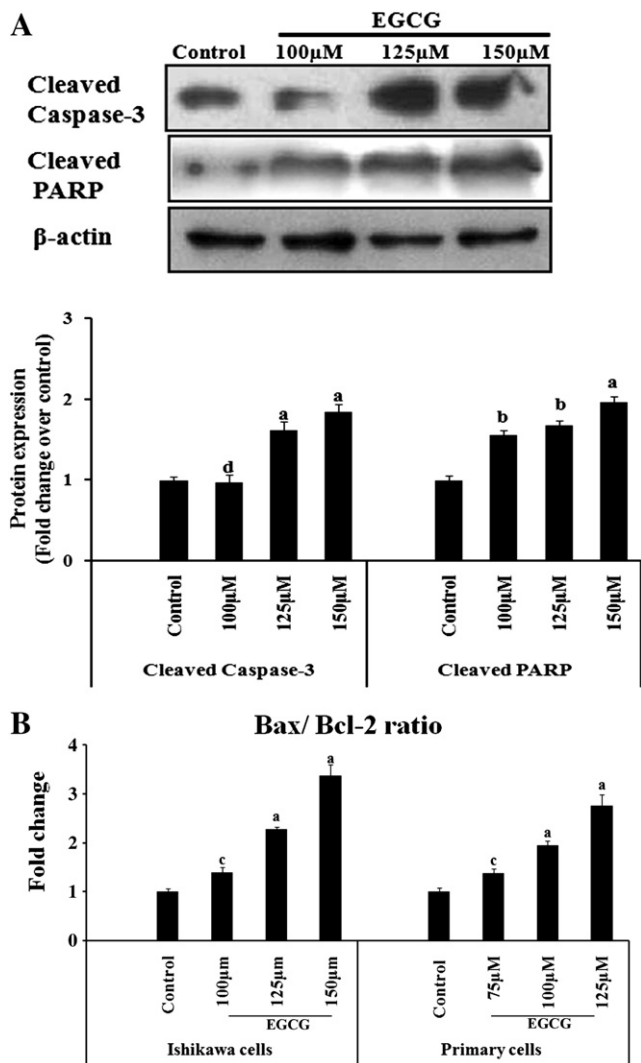 A
EGCG
Control 100µM 125µM 150µM
Cleaved
Caspase-3
Cleaved
PARP
β-actin
Protein expression
(Fold change over control)
3
2
1
0
d
a
a
b
b
a
Control
100µM
125µM
150µM
Control
100µM
125µM
150µM
Cleaved Caspase-3
Cleaved PARP
B
Bax/ Bcl-2 ratio
Fold change
4
3
2
1
0
c
a
a
c
a
a
Control
100µm
125µm
150µm
Control
75µM
100µM
125µM
EGCG
EGCG
Ishikawa cells
Primary cells